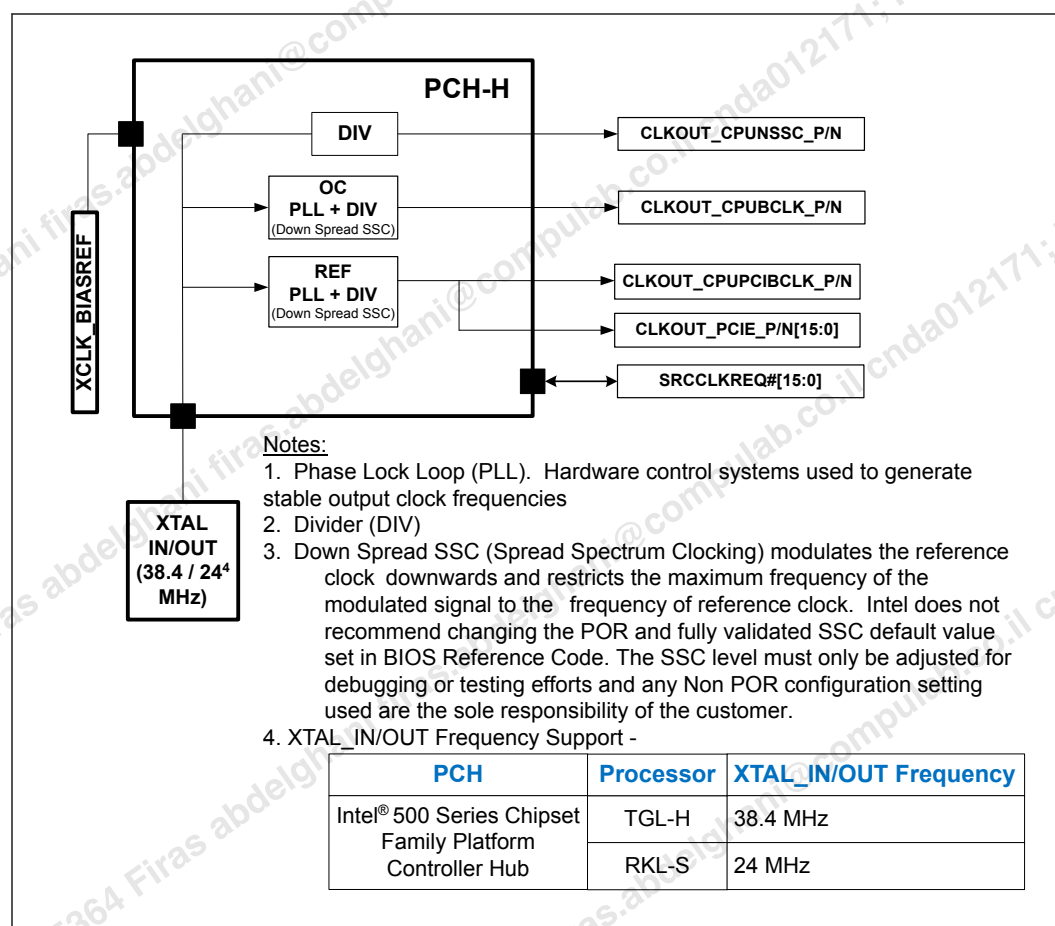 PCH-H
DIV
CLKOUT_CPUNSSC_P/N
OC
PLL + DIV
(Down Spread SSC)
CLKOUT_CPUBCLK_P/N
REF
PLL + DIV
(Down Spread SSC)
CLKOUT_CPUPCIBCLK_P/N
CLKOUT_PCIE_P/N[15:0]
SRCCLKREQ#[15:0]
XCLK_BIASREF
XTAL
IN/OUT
(38.4 / 24⁴
MHz)
Notes:
1. Phase Lock Loop (PLL). Hardware control systems used to generate
stable output clock frequencies
2. Divider (DIV)
3. Down Spread SSC (Spread Spectrum Clocking) modulates the reference
clock downwards and restricts the maximum frequency of the
modulated signal to the frequency of reference clock. Intel does not
recommend changing the POR and fully validated SSC default value
set in BIOS Reference Code. The SSC level must only be adjusted for
debugging or testing efforts and any Non POR configuration setting
used are the sole responsibility of the customer.
4. XTAL_IN/OUT Frequency Support -
PCH Processor XTAL_IN/OUT Frequency
Intel® 500 Series Chipset
Family Platform
Controller Hub
TGL-H 38.4 MHz
RKL-S 24 MHz